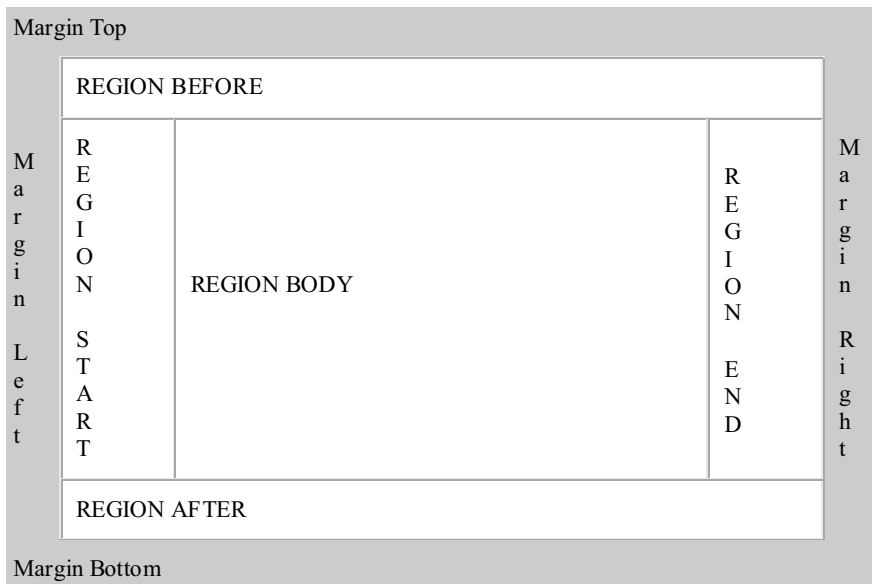 Margin Top
REGION BEFORE
Margin Left
REGION START
REGION BODY
REGION END
Margin Right
REGION AFTER
Margin Bottom